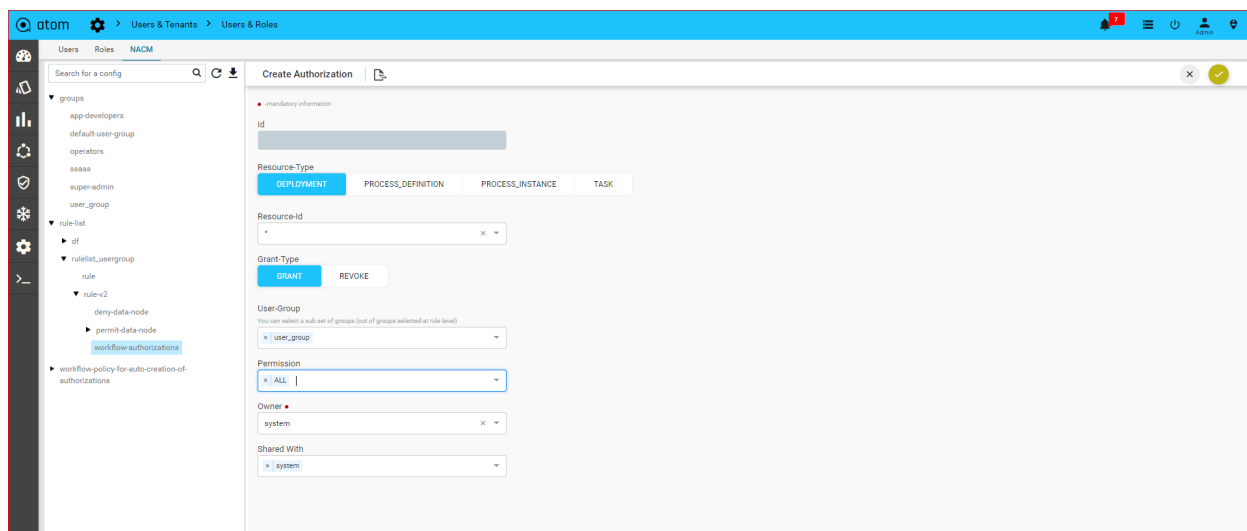 atom > Users & Tenants > Users & Roles
7
Admin
Users Roles NACM
Search for a config
groups
app-developers
default-user-group
operators
ssaas
super-admin
user_group
rule-list
df
rulelist_usergroup
rule
rule-v2
deny-data-node
permit-data-node
workflow-authorizations
workflow-policy-for-auto-creation-of-
authorizations
Create Authorization
-mandatory information
Id
Resource-Type
DEPLOYMENT PROCESS_DEFINITION PROCESS_INSTANCE TASK
Resource-Id
*
Grant-Type
GRANT REVOKE
User-Group
You can select a sub set of groups (out of groups selected at rule level)
× user_group
Permission
× ALL
Owner
system
Shared With
× system